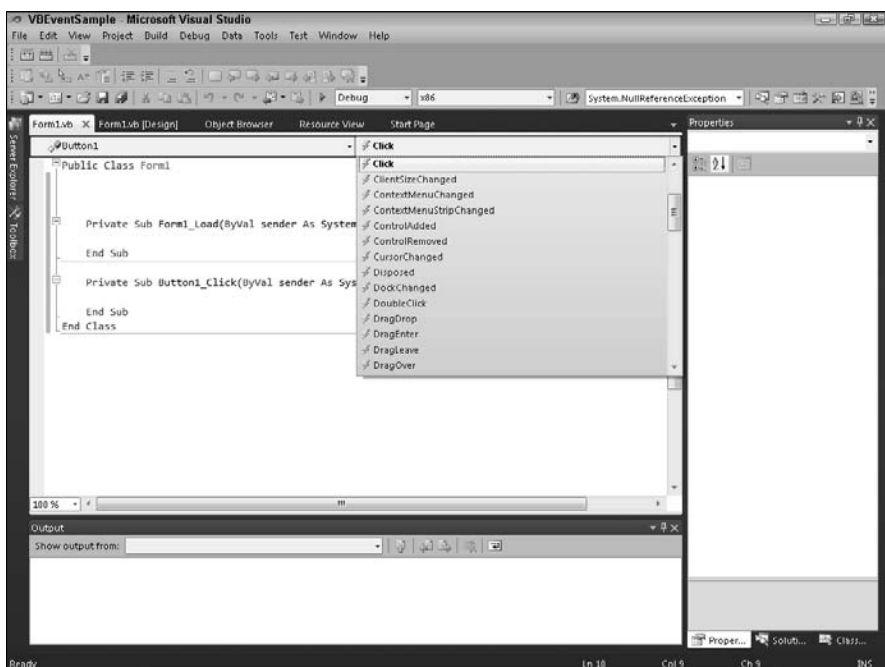 VBEventSample - Microsoft Visual Studio
File Edit View Project Build Debug Data Tools Test Window Help
Debug x86 System.NullReferenceException
Form1.vb X Form1.vb [Design] Object Browser Resource View Start Page
Properties
Server Explorer
Toolbox
Button1 Click
Public Class Form1
Private Sub Form1_Load(ByVal sender As System
End Sub
Private Sub Button1_Click(ByVal sender As Sys
End Sub
End Class
Click
ClientSizeChanged
ContextMenuChanged
ContextMenuStripChanged
ControlAdded
ControlRemoved
CursorChanged
Disposed
DockChanged
DoubleClick
DragDrop
DragEnter
DragLeave
DragOver
100 %
Output
Show output from:
Proper... Soluti... Class...
Ready Ln 10 Col 9 Ch 9 INS